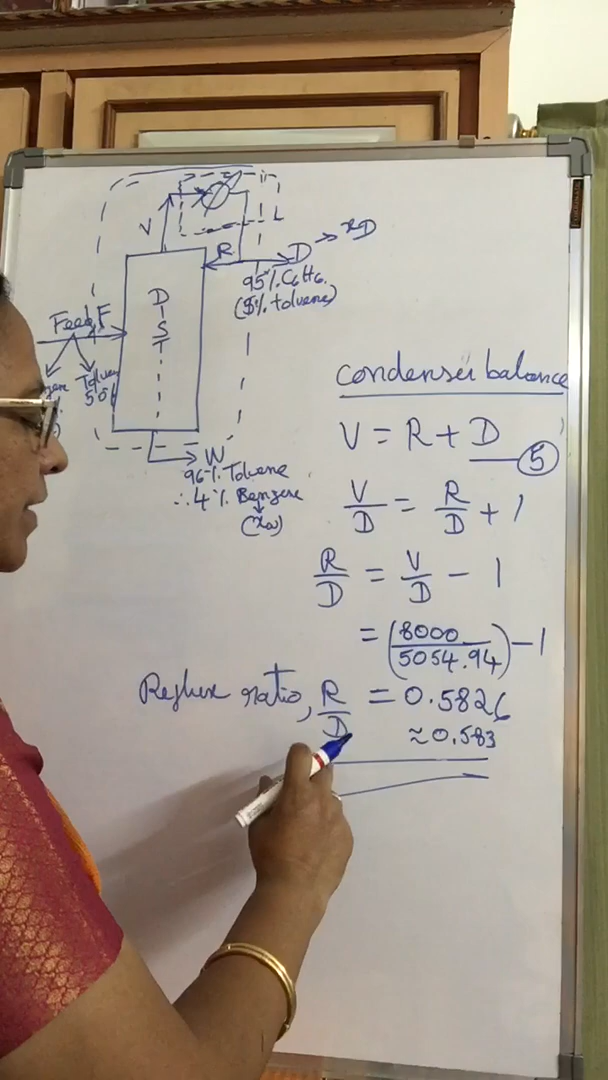 V
L
R
D → xD
95% C6H6
(5% toluene)
Feed, F
D
I
S
T
50%
W
96% Toluene
∴ 4% Benzene
(xw)
condenser balance
V = R + D
5
V/D = R/D + 1
R/D = V/D - 1
= (8000/5054.94) - 1
Reflux ratio, R/D = 0.5826
≈ 0.583